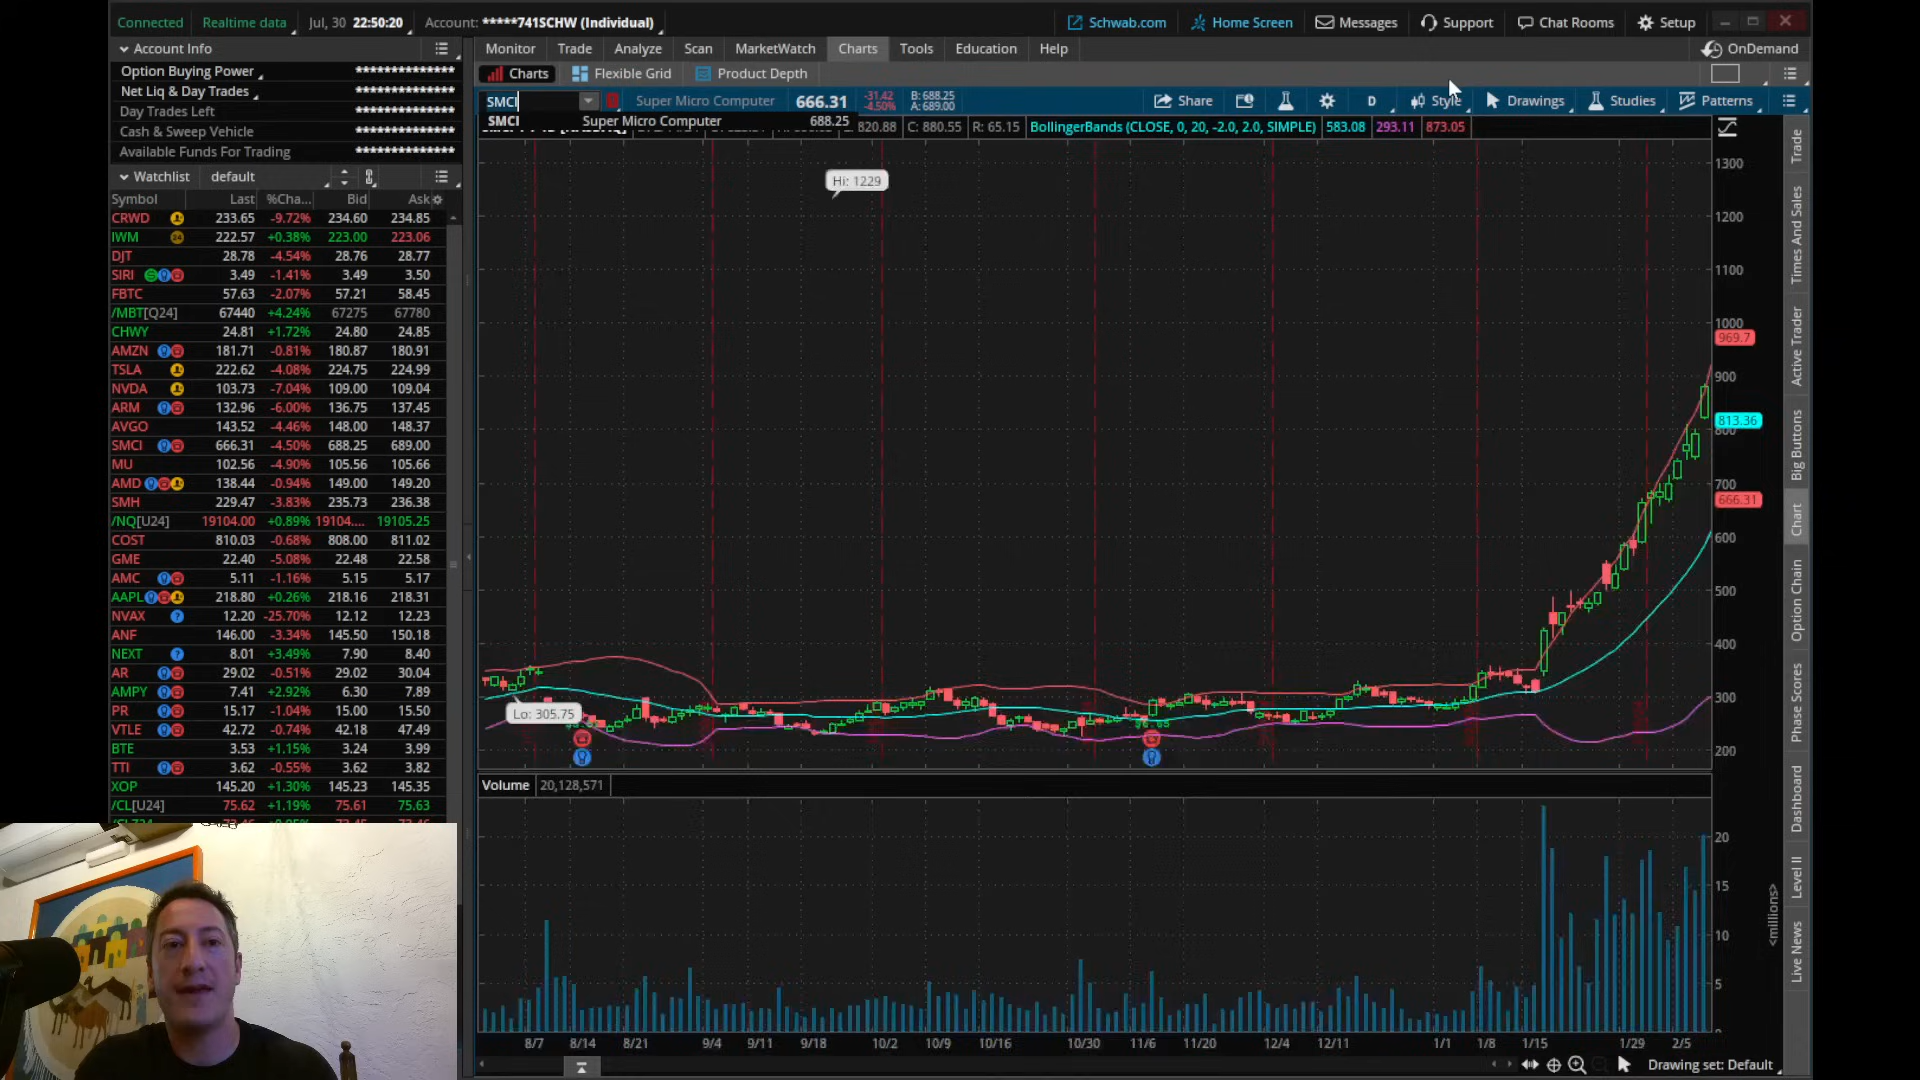 Connected Realtime data Jul, 30 22:50:20 Account: *****741SCHW (Individual) Schwab.com Home Screen Messages Support Chat Rooms Setup
Account Info
Option Buying Power **************
Net Liq & Day Trades **************
Day Trades Left **************
Cash & Sweep Vehicle **************
Available Funds For Trading **************
Watchlist default
Symbol Last %Cha... Bid Ask
CRWD 233.65 -9.72% 234.60 234.85
IWM 222.57 +0.38% 223.00 223.06
DJT 28.78 -4.54% 28.76 28.77
SIRI 3.49 -1.41% 3.49 3.50
FBTC 57.63 -2.07% 57.21 58.45
/MBT[Q24] 67440 +4.24% 67275 67780
CHWY 24.81 +1.72% 24.80 24.85
AMZN 181.71 -0.81% 180.87 180.91
TSLA 222.62 -4.08% 224.75 224.99
NVDA 103.73 -7.04% 109.00 109.04
ARM 132.96 -6.00% 136.75 137.45
AVGO 143.52 -4.46% 148.00 148.37
SMCI 666.31 -4.50% 688.25 689.00
MU 102.56 -4.90% 105.56 105.66
AMD 138.44 -0.94% 149.00 149.20
SMH 229.47 -3.83% 235.73 236.38
/NQ[U24] 19104.00 +0.89% 19104.... 19105.25
COST 810.03 -0.68% 808.00 811.02
GME 22.40 -5.08% 22.48 22.58
AMC 5.11 -1.16% 5.15 5.17
AAPL 218.80 +0.26% 218.16 218.31
NVAX 12.20 -25.70% 12.12 12.23
ANF 146.00 -3.34% 145.50 150.18
NEXT 8.01 +3.49% 7.90 8.40
AR 29.02 -0.51% 29.02 30.04
AMPY 7.41 +2.92% 6.30 7.89
PR 15.17 -1.04% 15.00 15.50
VTLE 42.72 -0.74% 42.18 47.49
BTE 3.53 +1.15% 3.24 3.99
TTI 3.62 -0.55% 3.62 3.82
XOP 145.20 +1.30% 145.23 145.35
/CL[U24] 75.62 +1.19% 75.61 75.63
Monitor Trade Analyze Scan MarketWatch Charts Tools Education Help OnDemand
Charts Flexible Grid Product Depth
SMCI Super Micro Computer 666.31 -31.42 -4.50% B: 688.25 A: 689.00 Share D Style Drawings Studies Patterns
SMCI Super Micro Computer 688.25
820.88 C: 880.55 R: 65.15 BollingerBands (CLOSE, 0, 20, -2.0, 2.0, SIMPLE) 583.08 293.11 873.05
Hi: 1229
Lo: 305.75
1300
1200
1100
1000
969.7
900
813.36
800
700
666.31
600
500
400
300
200
Volume 20,128,571
20
15
10
5
<millions>
8/7 8/14 8/21 9/4 9/11 9/18 10/2 10/9 10/16 10/30 11/6 11/20 12/4 12/11 1/1 1/8 1/15 1/29 2/5
Drawing set: Default
Trade
Times And Sales
Active Trader
Big Buttons
Chart
Option Chain
Phase Scores
Dashboard
Level II
Live News